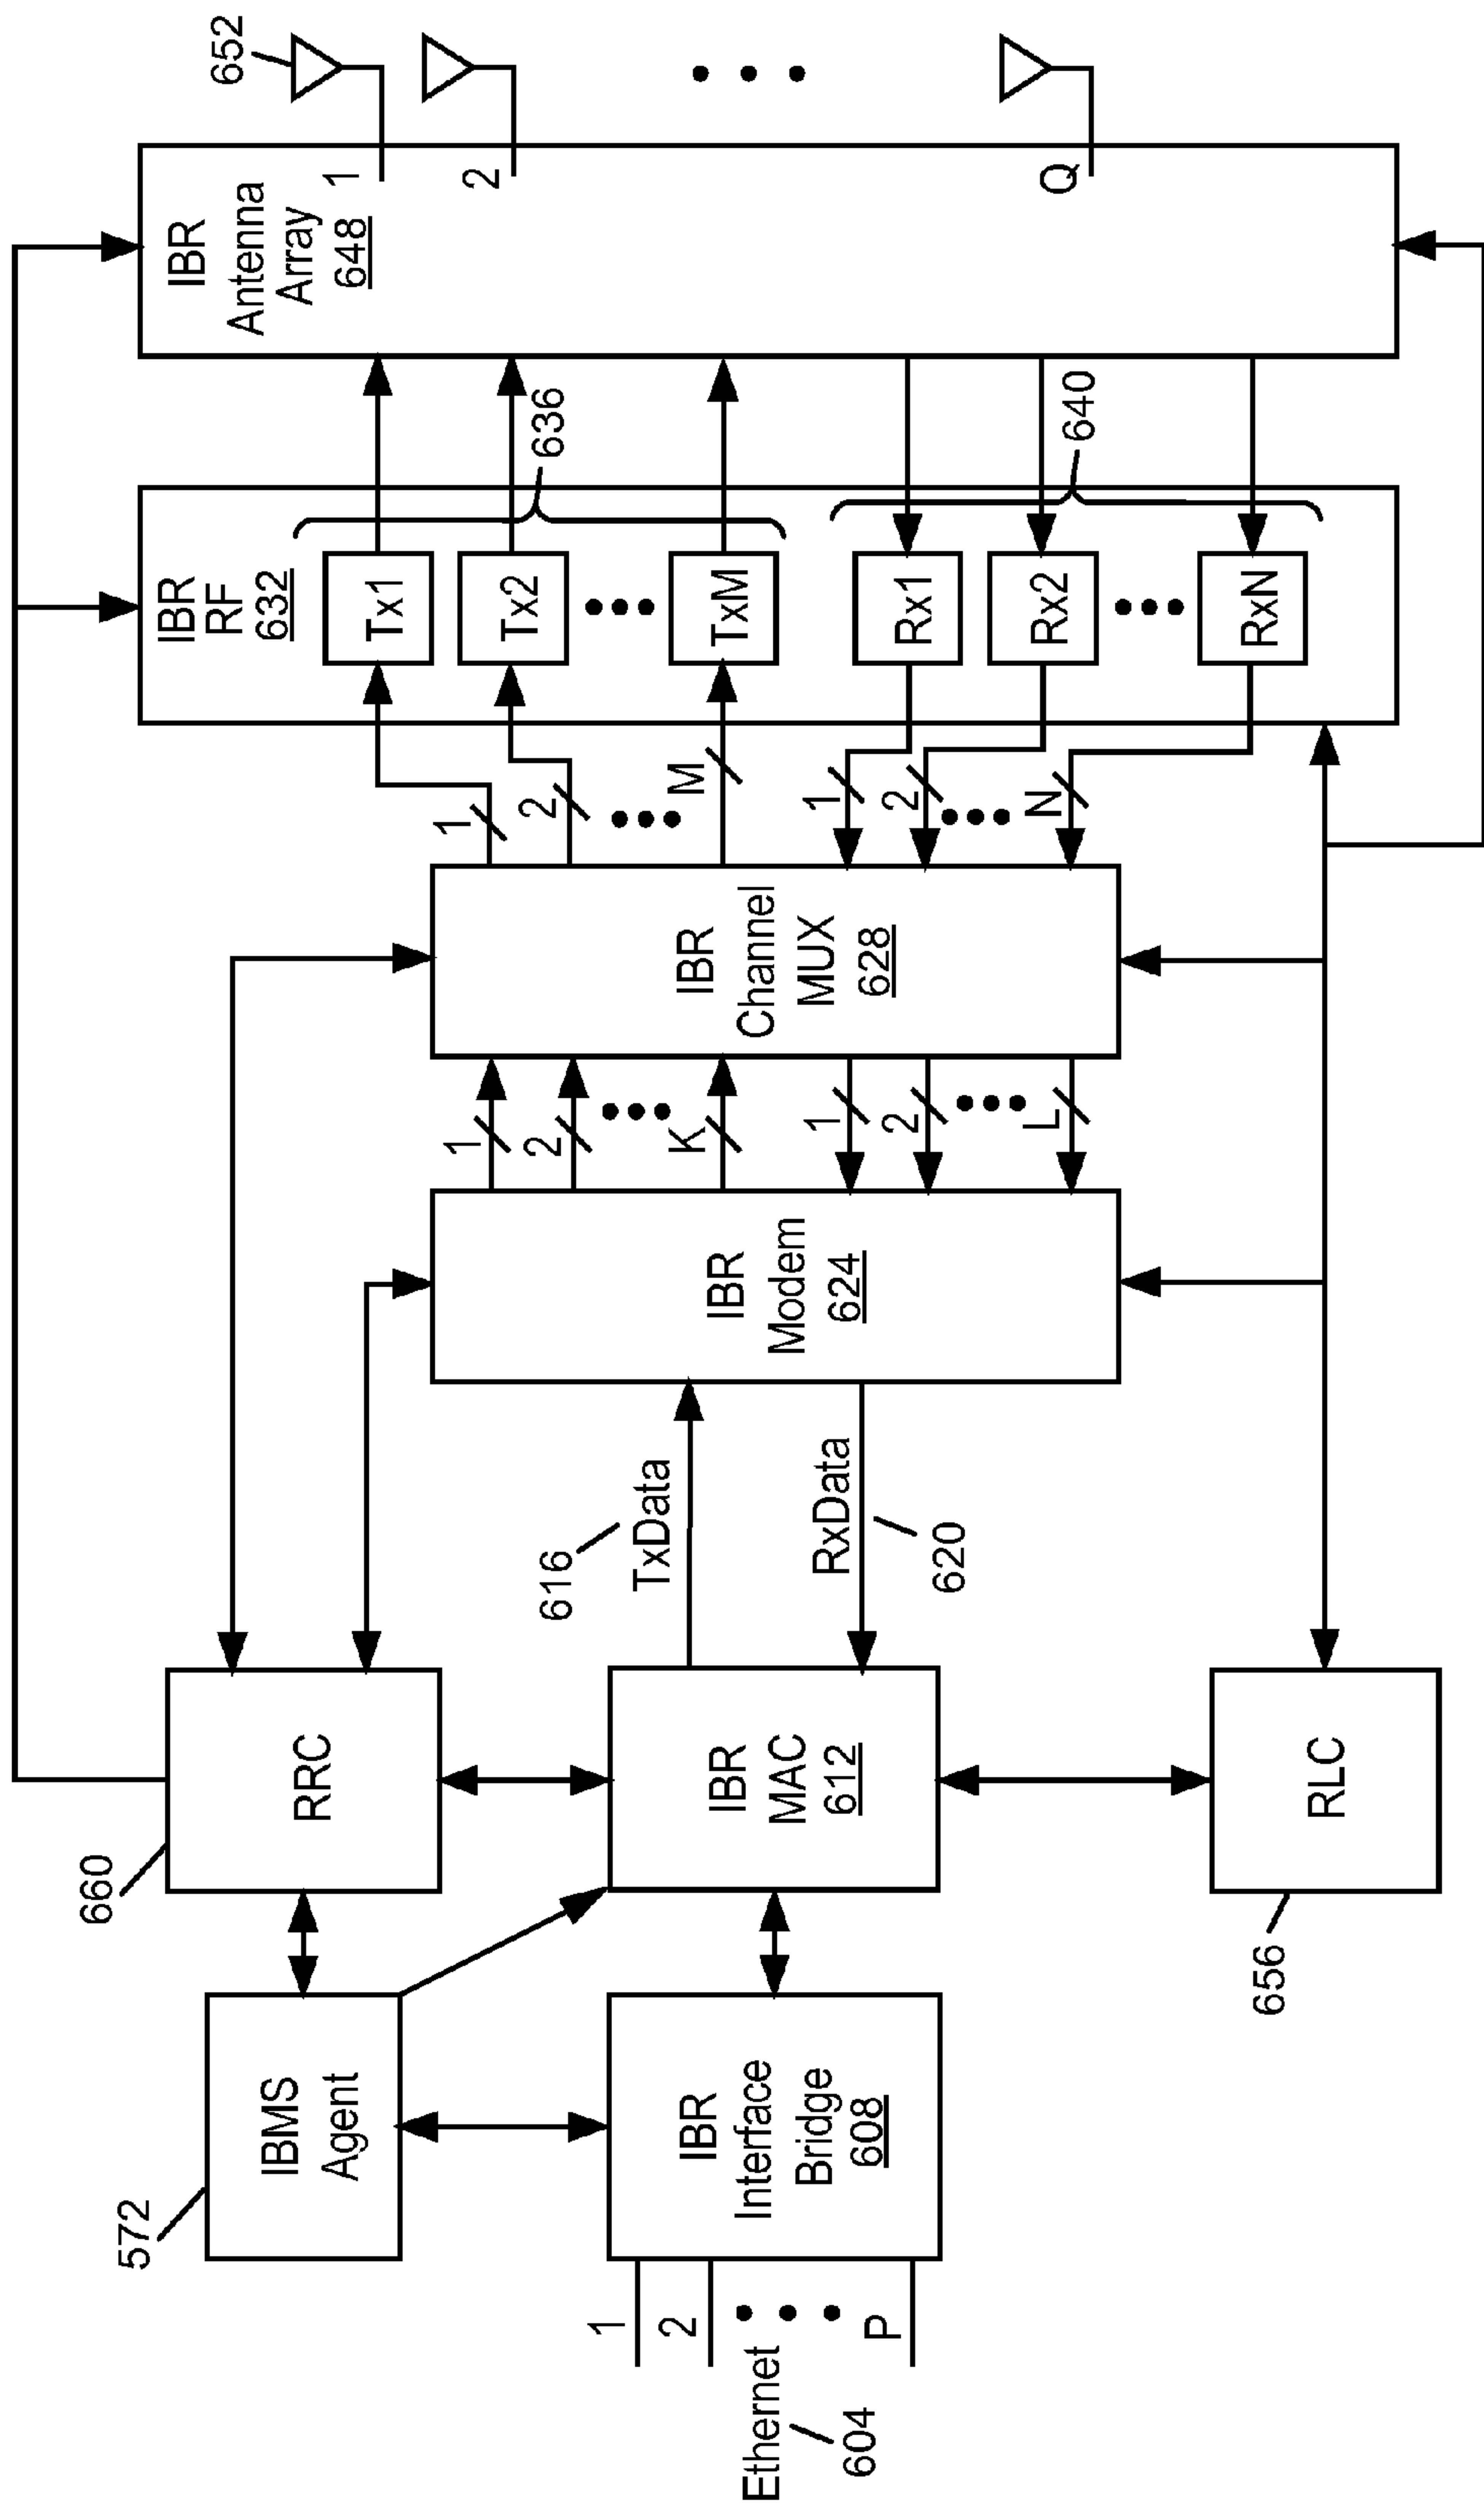 572
IBMS
Agent
660
RRC
Ethernet
604
1
2
P
IBR
Interface
Bridge
608
IBR
MAC
612
616
TxData
RxData
620
656
RLC
IBR
Modem
624
1
2
K
1
2
L
IBR
Channel
MUX
628
1
2
M
1
2
N
IBR
RF
632
Tx1
Tx2
TxM
636
Rx1
Rx2
RxN
640
IBR
Antenna
Array
648
1
2
Q
652